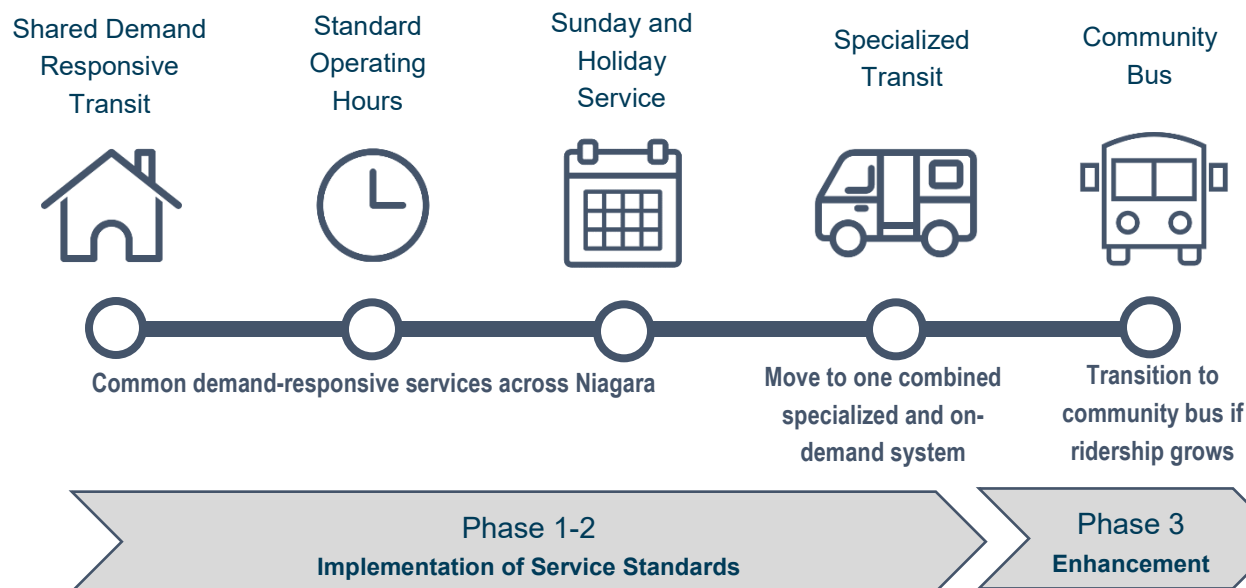 Shared Demand
Responsive
Transit
Standard
Operating
Hours
Sunday and
Holiday
Service
Specialized
Transit
Community
Bus
Common demand-responsive services across Niagara
Move to one combined
specialized and on-
demand system
Transition to
community bus if
ridership grows
Phase 1-2
Implementation of Service Standards
Phase 3
Enhancement